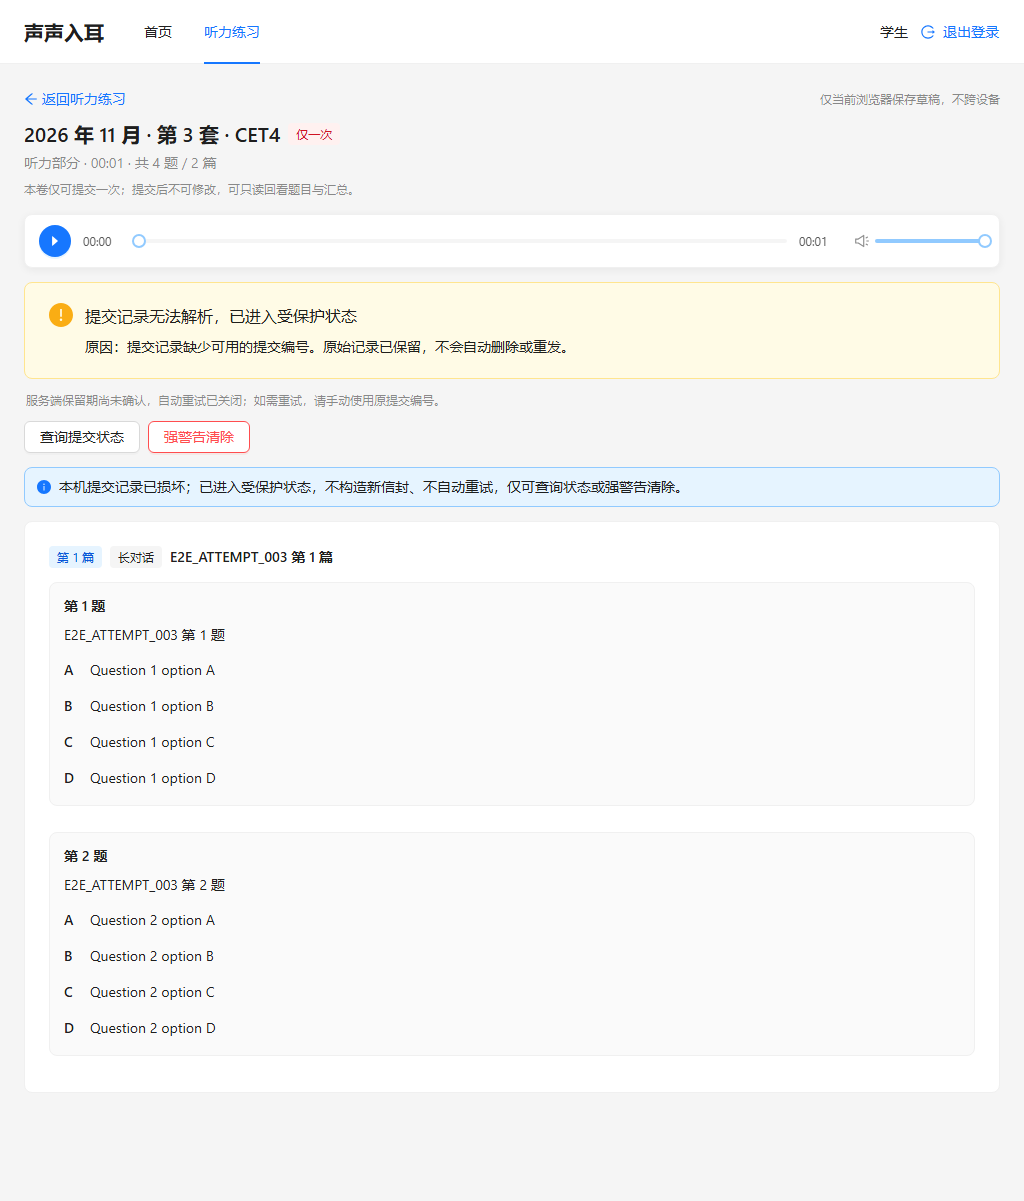 声声入耳 首页 听力练习 学生 退出登录
返回听力练习 仅当前浏览器保存草稿，不跨设备
2026 年 11 月 · 第 3 套 · CET4 仅一次
听力部分 · 00:01 · 共 4 题 / 2 篇
本卷仅可提交一次；提交后不可修改，可只读回看题目与汇总。
00:00 00:01
提交记录无法解析，已进入受保护状态
原因：提交记录缺少可用的提交编号。原始记录已保留，不会自动删除或重发。
服务端保留期尚未确认，自动重试已关闭；如需重试，请手动使用原提交编号。
查询提交状态 强警告清除
本机提交记录已损坏；已进入受保护状态，不构造新信封、不自动重试，仅可查询状态或强警告清除。
第 1 篇 长对话 E2E_ATTEMPT_003 第 1 篇
第 1 题
E2E_ATTEMPT_003 第 1 题
A Question 1 option A
B Question 1 option B
C Question 1 option C
D Question 1 option D
第 2 题
E2E_ATTEMPT_003 第 2 题
A Question 2 option A
B Question 2 option B
C Question 2 option C
D Question 2 option D